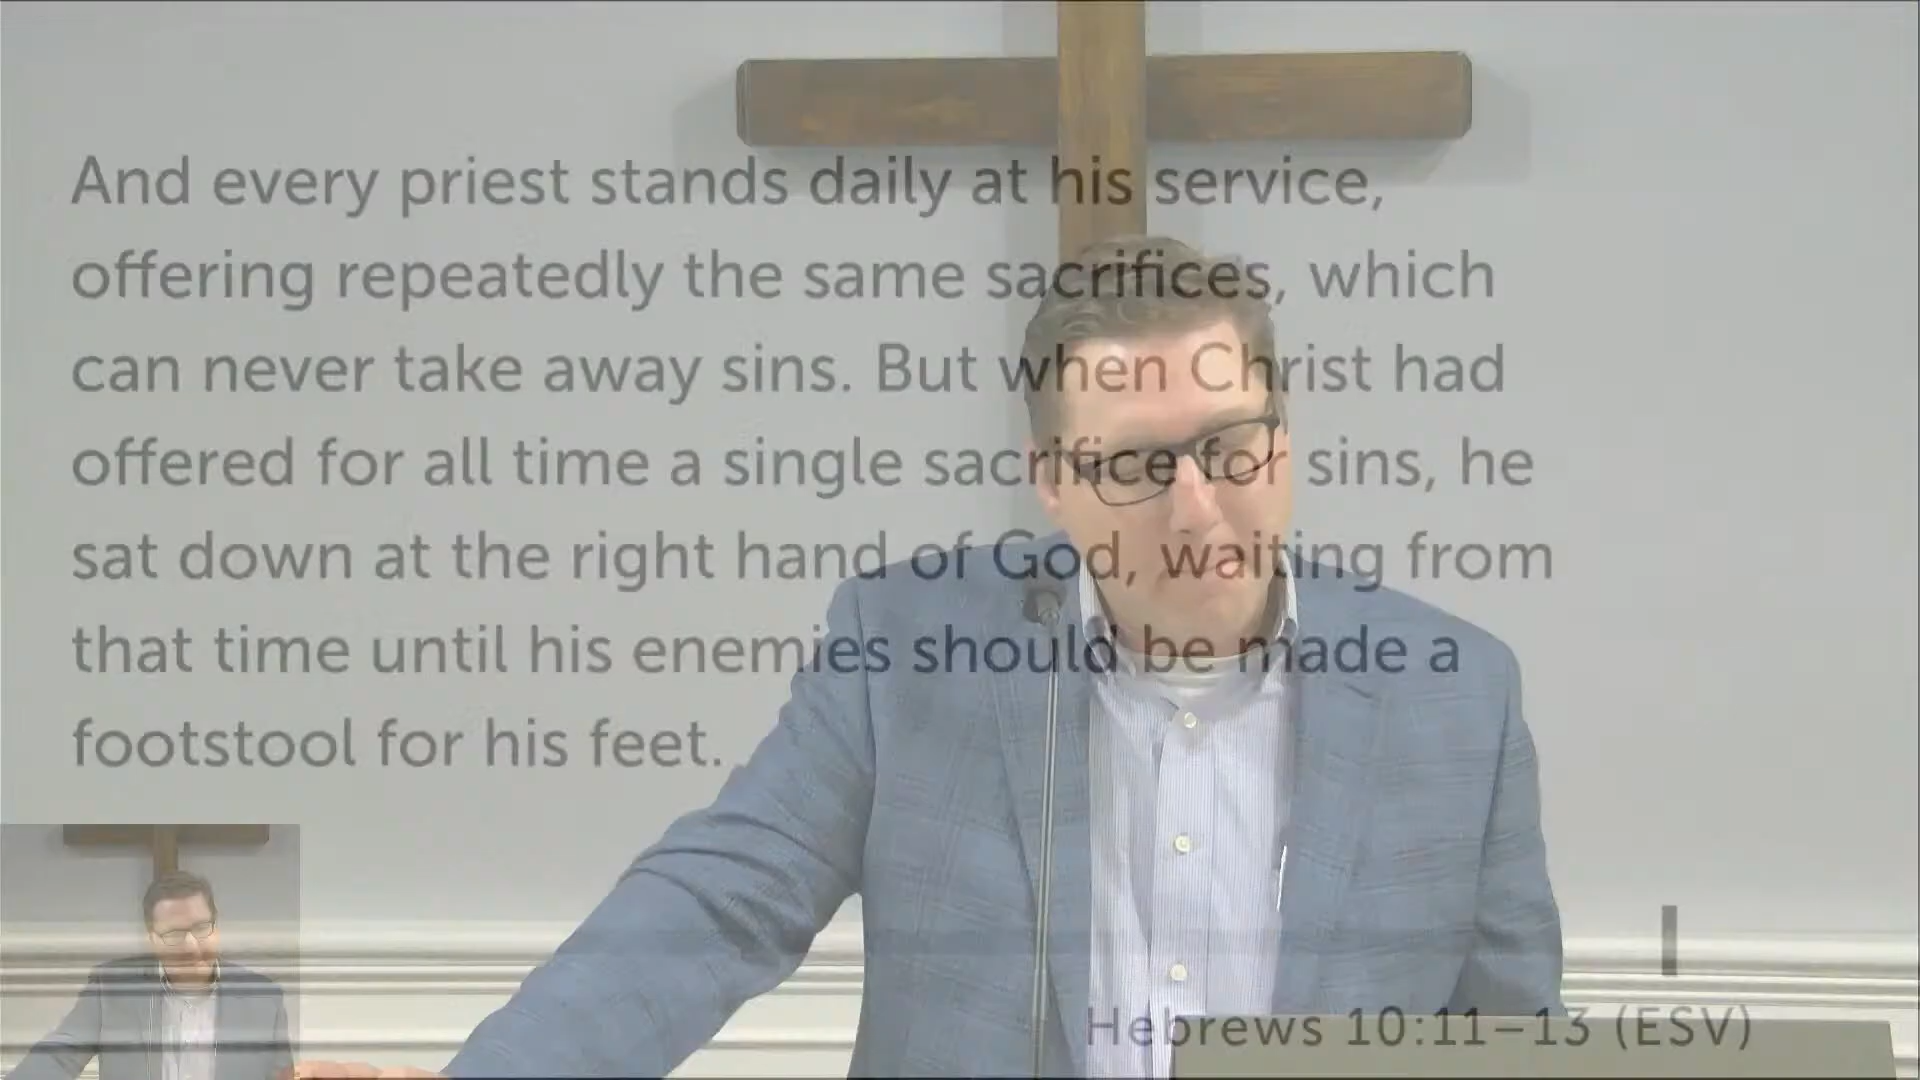 And every priest stands daily at his service,
offering repeatedly the same sacrifices, which
can never take away sins. But when Christ had
offered for all time a single sacrifice for sins, he
sat down at the right hand of God, waiting from
that time until his enemies should be made a
footstool for his feet.
Hebrews 10:11–13 (ESV)